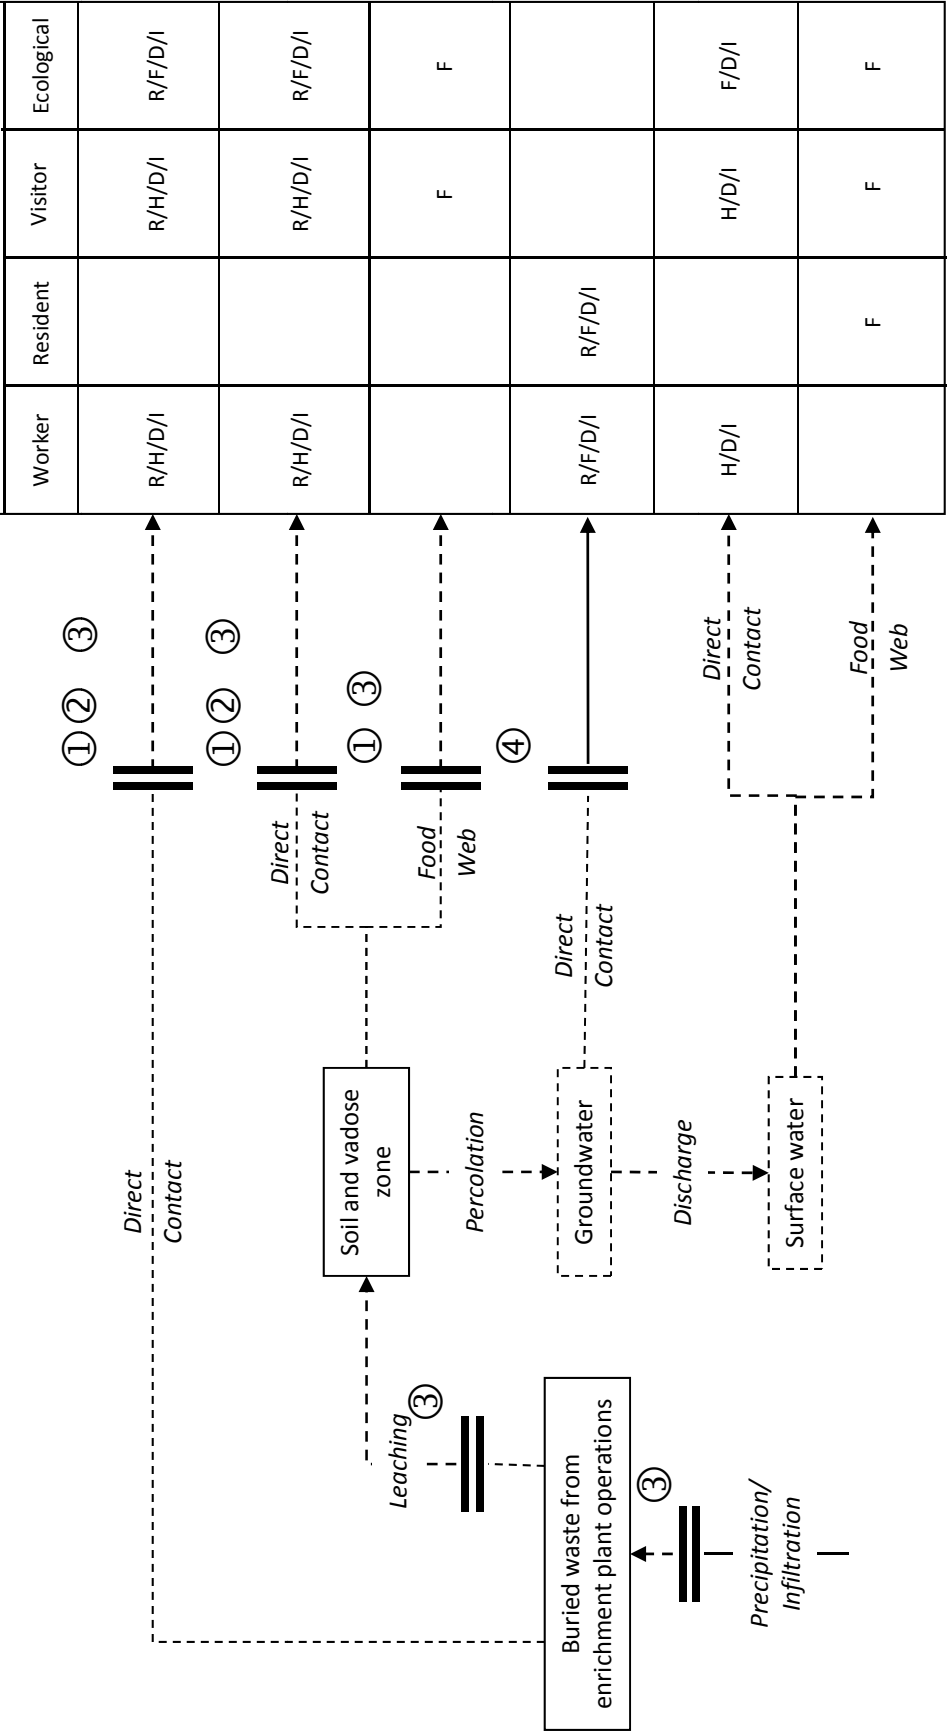 Worker Resident Visitor Ecological
① ② ③
Direct
Contact
R/H/D/I R/H/D/I R/F/D/I
① ② ③
Direct
Contact
R/H/D/I R/H/D/I R/F/D/I
Soil and vadose
zone
① ③
Food
Web
F F
Leaching
③
Percolation
④
Direct
Contact
R/F/D/I R/F/D/I
Groundwater
Buried waste from
enrichment plant operations
③
Discharge
Direct
Contact
H/D/I H/D/I F/D/I
Precipitation/
Infiltration
Surface water
Food
Web
F F F